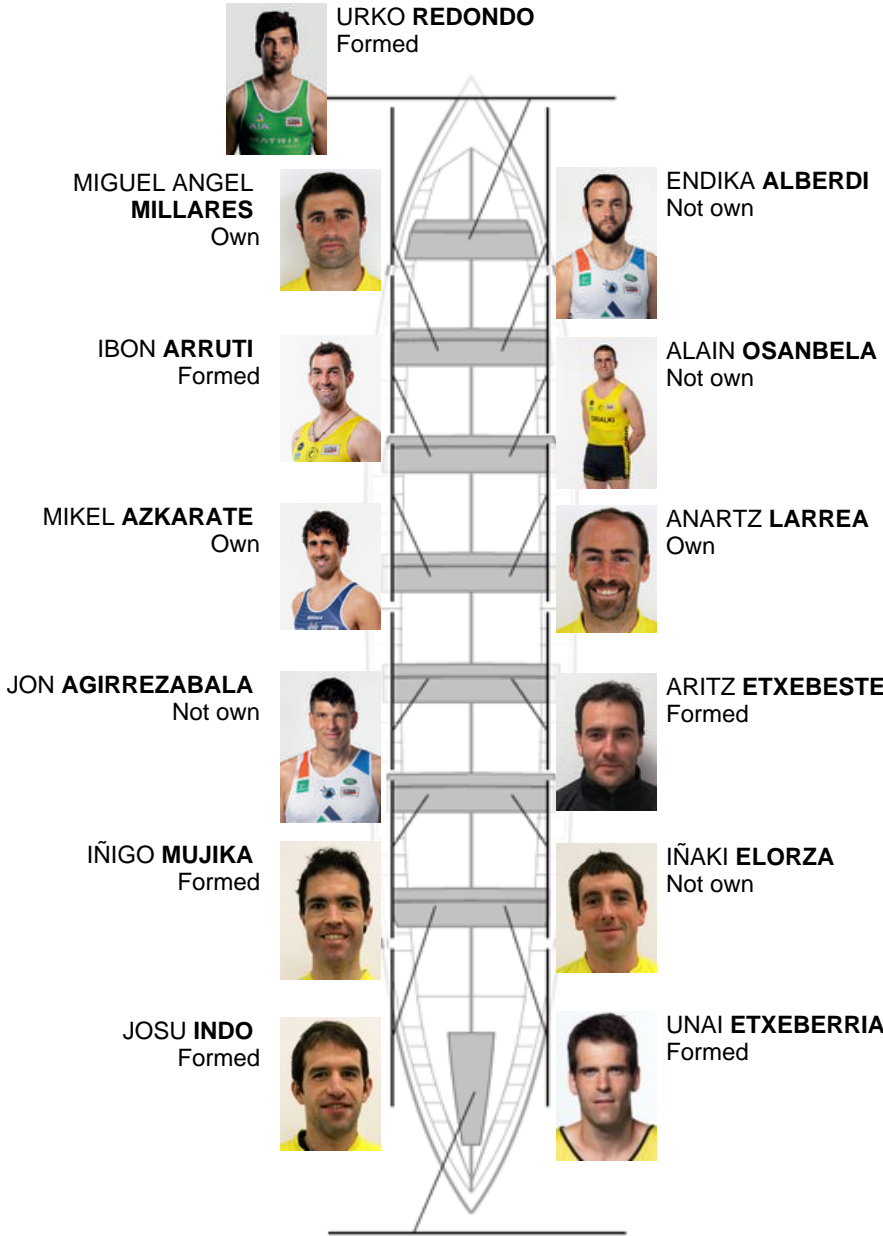 URKO REDONDO
Formed
MIGUEL ANGEL
MILLARES
Own
ENDIKA ALBERDI
Not own
IBON ARRUTI
Formed
ALAIN OSANBELA
Not own
MIKEL AZKARATE
Own
ANARTZ LARREA
Own
JON AGIRREZABALA
Not own
ARITZ ETXEBESTE
Formed
IÑIGO MUJIKA
Formed
IÑAKI ELORZA
Not own
JOSU INDO
Formed
UNAI ETXEBERRIA
Formed
MATRIX